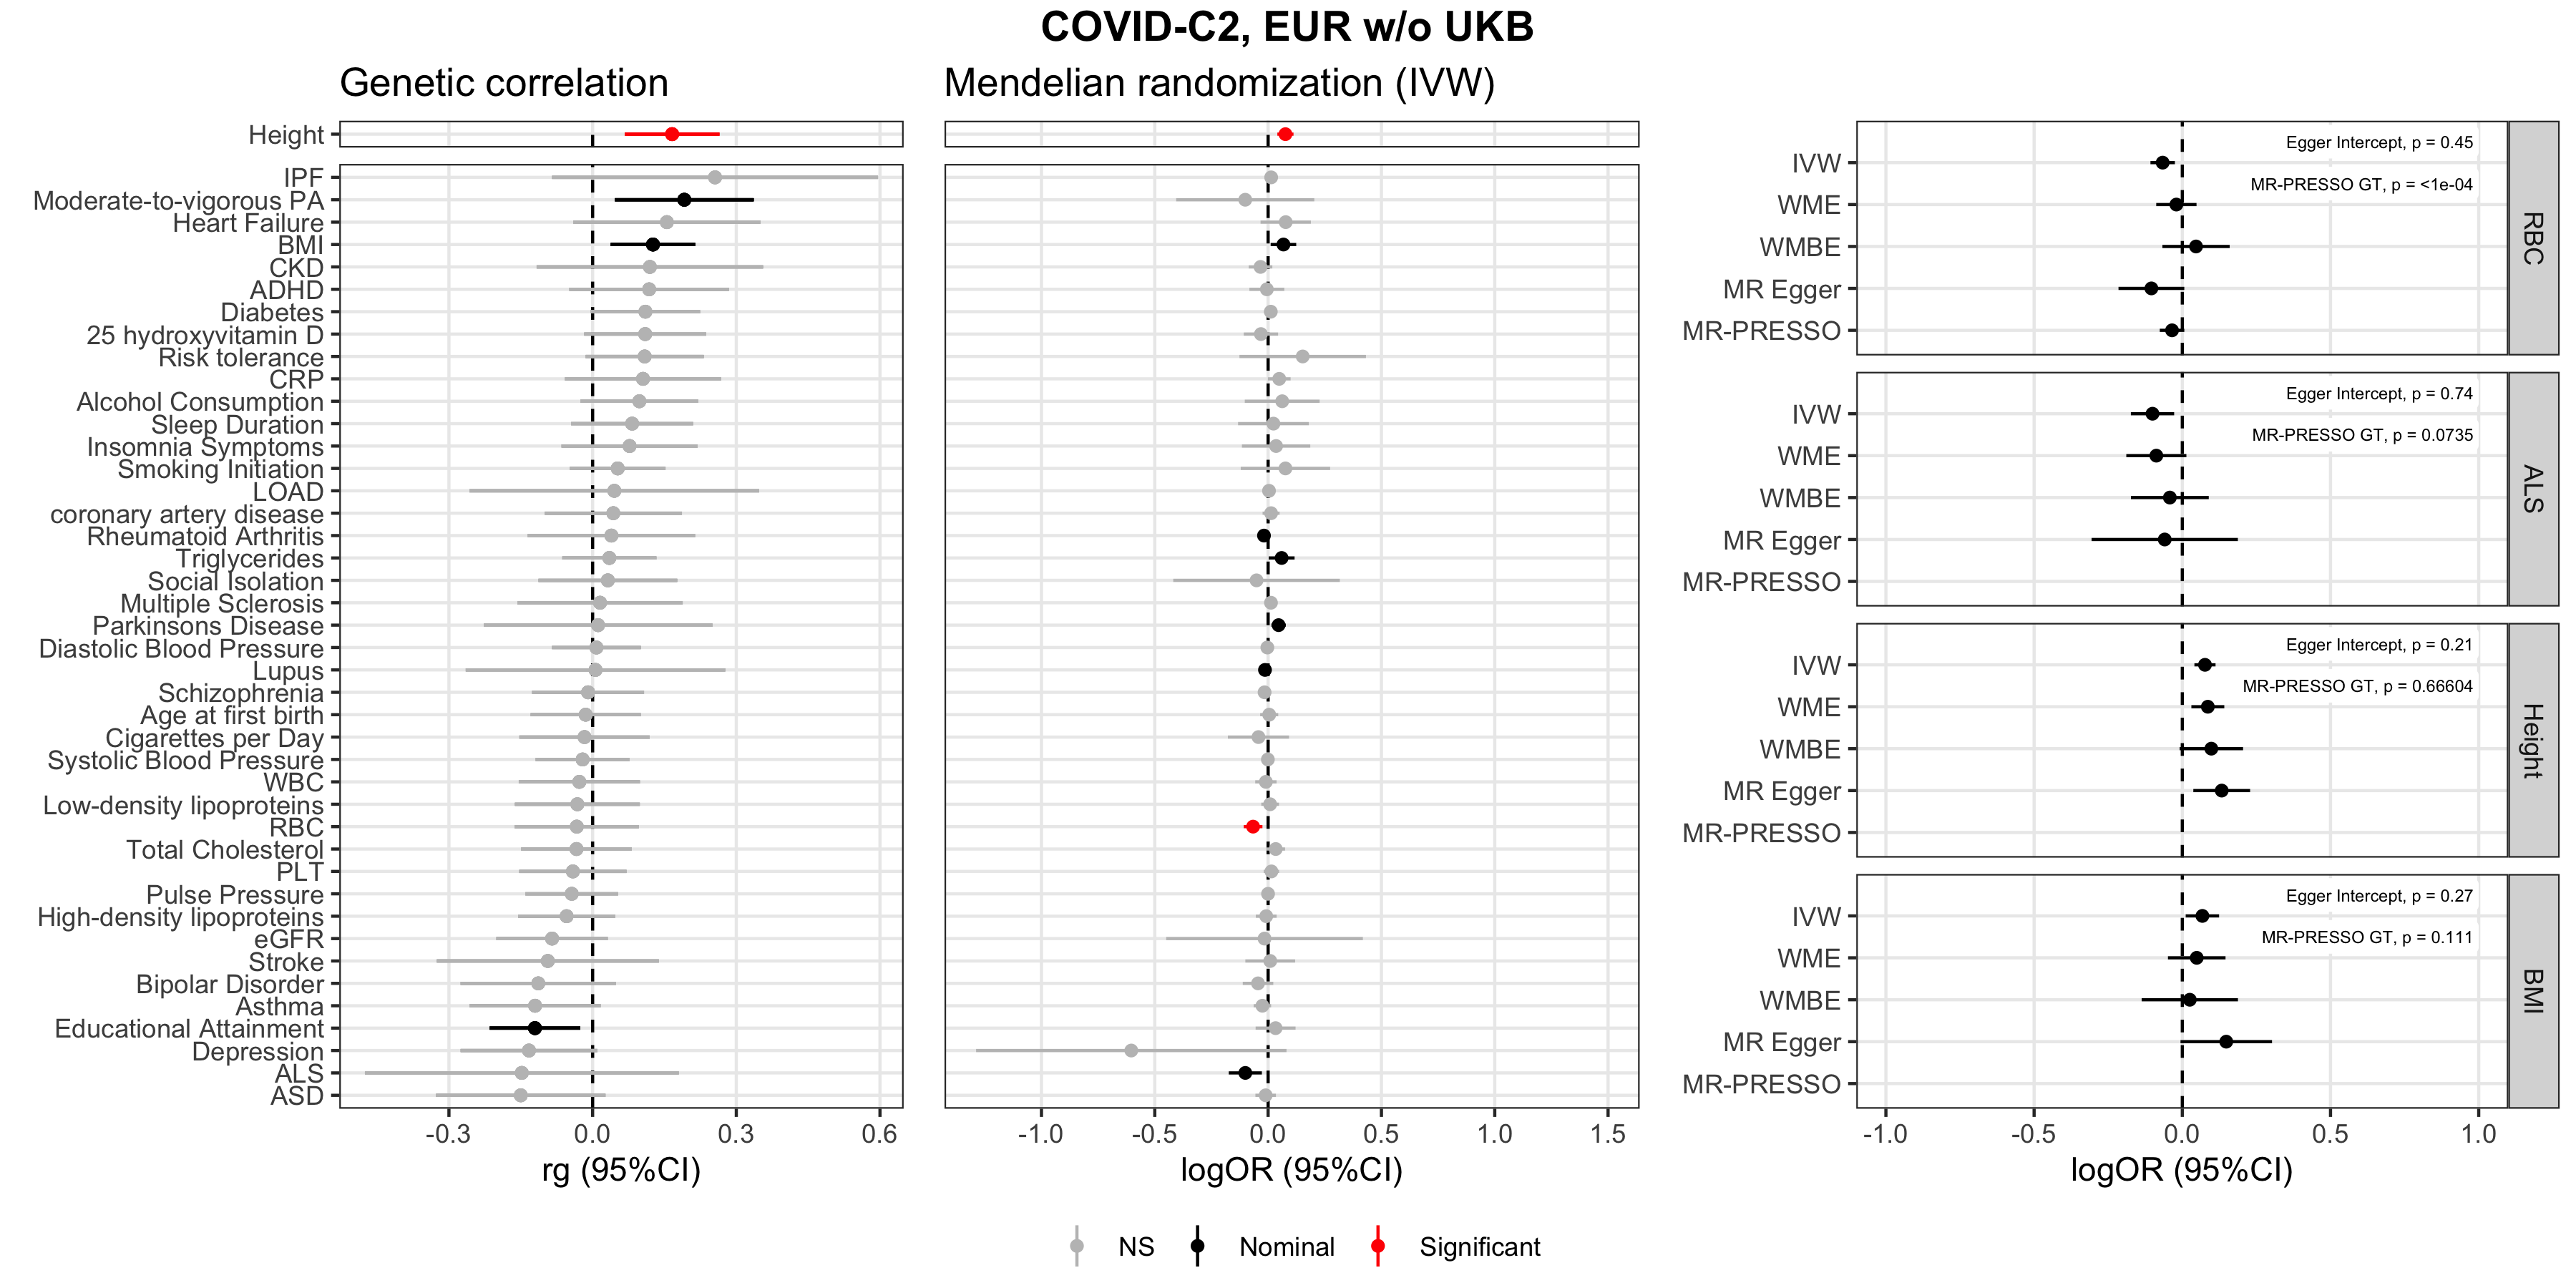 COVID-C2, EUR w/o UKB
Genetic correlation
Height
IPF
Moderate-to-vigorous PA
Heart Failure
BMI
CKD
ADHD
Diabetes
25 hydroxyvitamin D
Risk tolerance
CRP
Alcohol Consumption
Sleep Duration
Insomnia Symptoms
Smoking Initiation
LOAD
coronary artery disease
Rheumatoid Arthritis
Triglycerides
Social Isolation
Multiple Sclerosis
Parkinsons Disease
Diastolic Blood Pressure
Lupus
Schizophrenia
Age at first birth
Cigarettes per Day
Systolic Blood Pressure
WBC
Low-density lipoproteins
RBC
Total Cholesterol
PLT
Pulse Pressure
High-density lipoproteins
eGFR
Stroke
Bipolar Disorder
Asthma
Educational Attainment
Depression
ALS
ASD
-0.3 0.0 0.3 0.6
rg (95%CI)
Mendelian randomization (IVW)
-1.0 -0.5 0.0 0.5 1.0 1.5
logOR (95%CI)
Egger Intercept, p = 0.45
IVW
MR-PRESSO GT, p = <1e-04
WME
WMBE
MR Egger
MR-PRESSO
RBC
Egger Intercept, p = 0.74
IVW
MR-PRESSO GT, p = 0.0735
WME
WMBE
MR Egger
MR-PRESSO
ALS
Egger Intercept, p = 0.21
IVW
MR-PRESSO GT, p = 0.66604
WME
WMBE
MR Egger
MR-PRESSO
Height
Egger Intercept, p = 0.27
IVW
MR-PRESSO GT, p = 0.111
WME
WMBE
MR Egger
MR-PRESSO
BMI
-1.0 -0.5 0.0 0.5 1.0
logOR (95%CI)
NS Nominal Significant